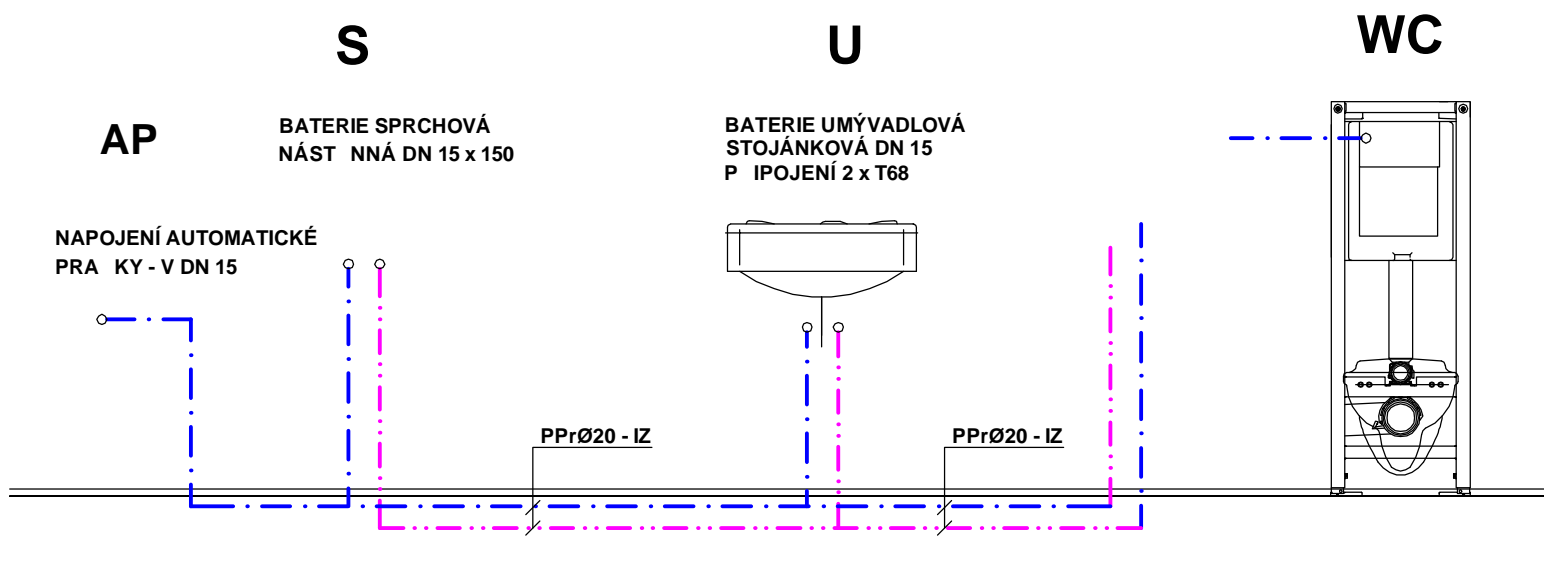 S
U
WC
AP
BATERIE SPRCHOVÁ
NÁST NNÁ DN 15 x 150
BATERIE UMÝVADLOVÁ
STOJÁNKOVÁ DN 15
P IPOJENÍ 2 x T68
NAPOJENÍ AUTOMATICKÉ
PRA KY - V DN 15
PPrØ20 - IZ
PPrØ20 - IZ